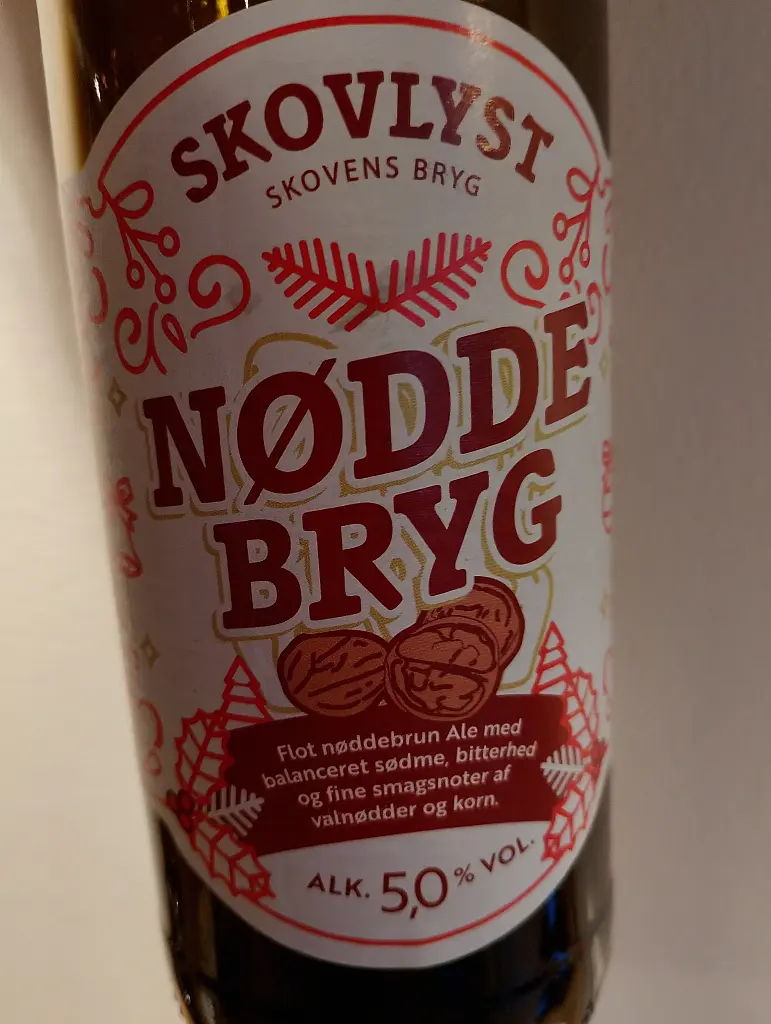 SKOVLYST
SKOVENS BRYG
NØDDE
BRYG
Flot nøddebrun Ale med
balanceret sødme, bitterhed
og fine smagsnoter af
valnødder og korn.
ALK. 5,0 % VOL.